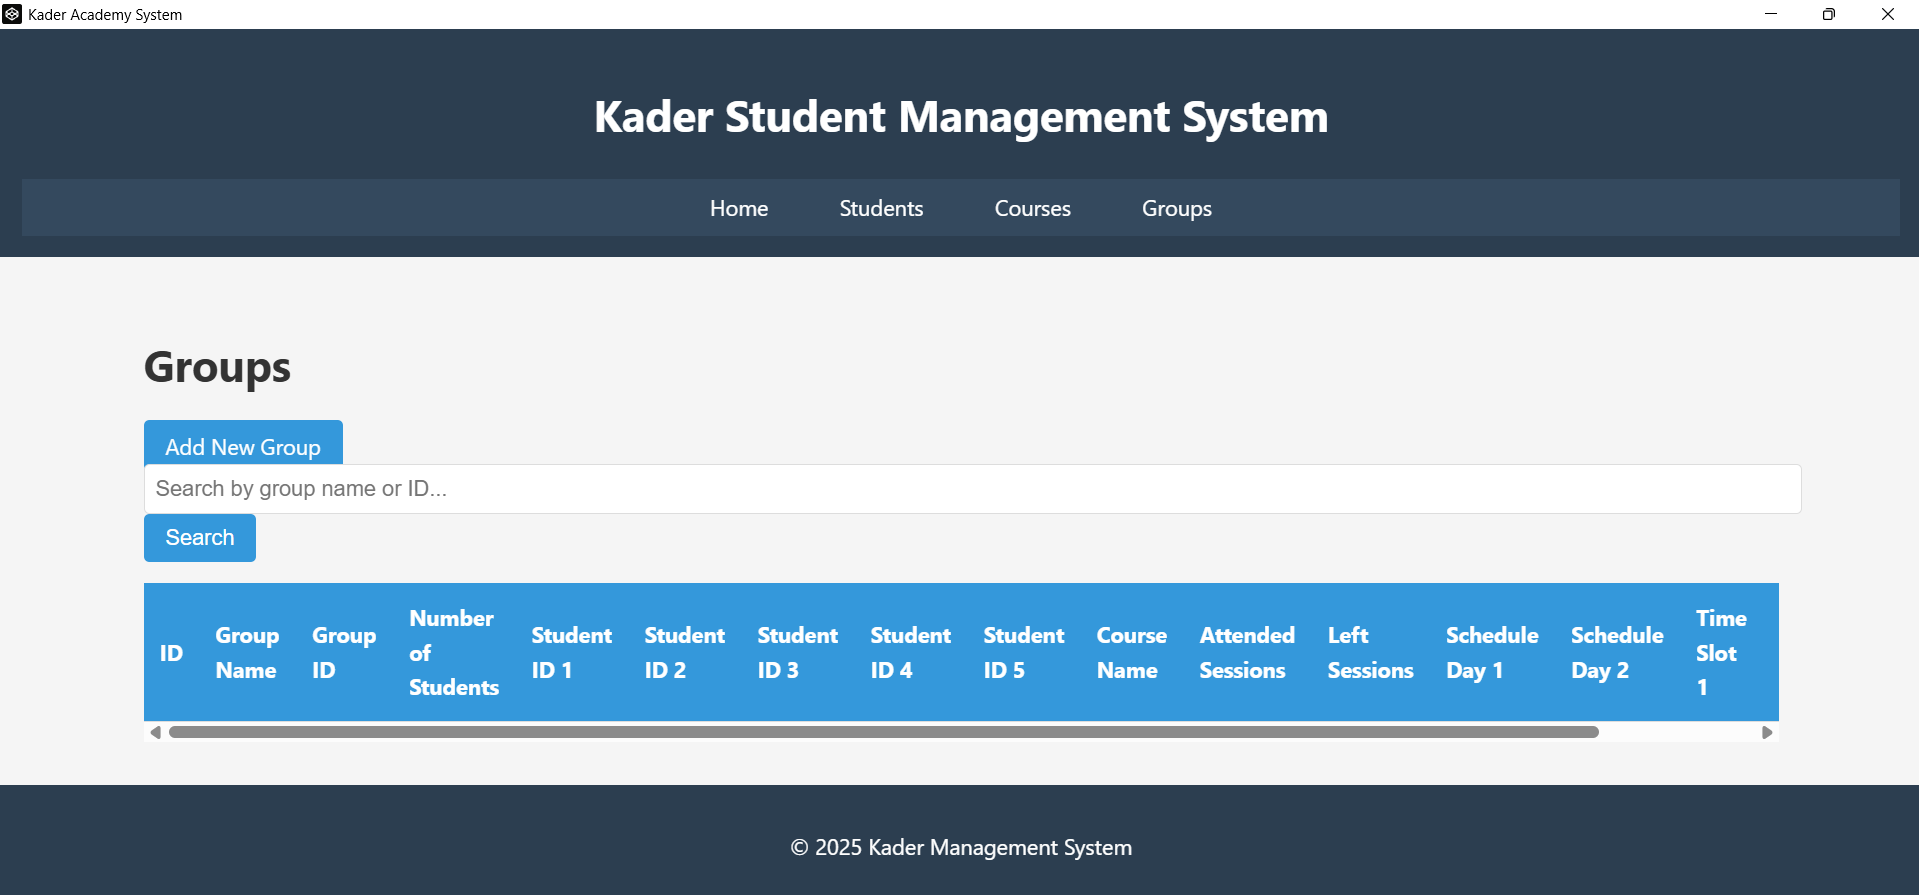 Kader Academy System
Kader Student Management System
Home Students Courses Groups
Groups
Add New Group
Search by group name or ID...
Search
ID
Group
Name
Group
ID
Number
of
Students
Student
ID 1
Student
ID 2
Student
ID 3
Student
ID 4
Student
ID 5
Course
Name
Attended
Sessions
Left
Sessions
Schedule
Day 1
Schedule
Day 2
Time
Slot
1
© 2025 Kader Management System